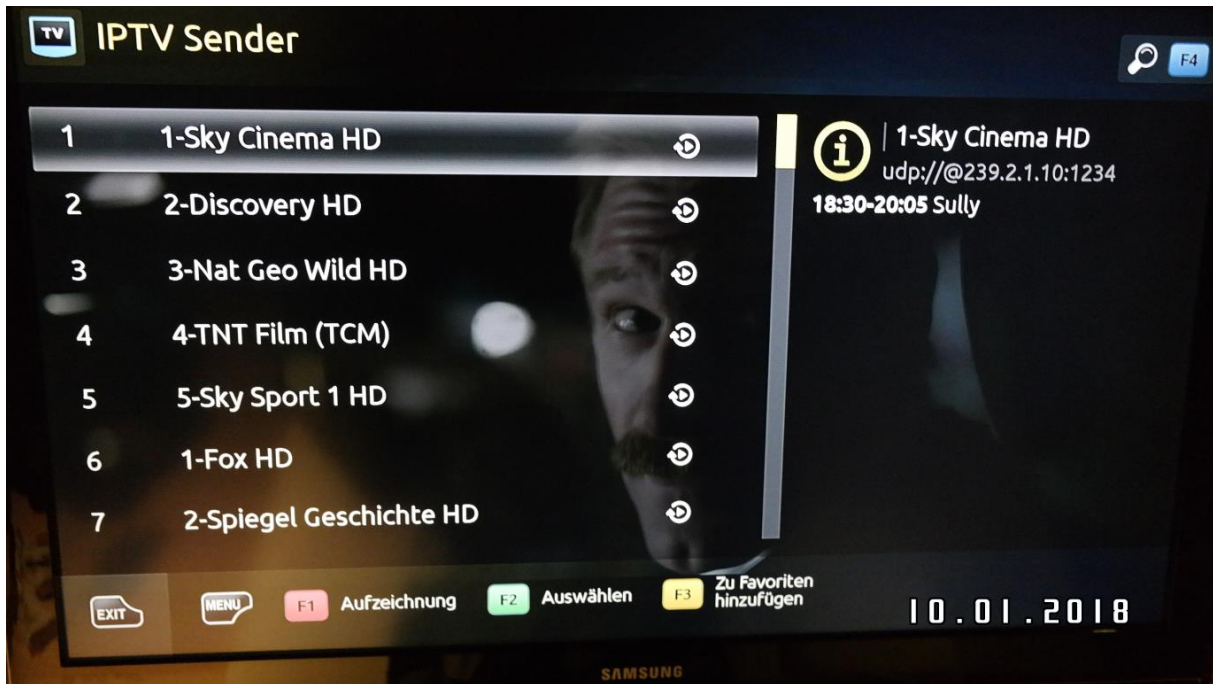 TV IPTV Sender
F4
1 1-Sky Cinema HD
2 2-Discovery HD
3 3-Nat Geo Wild HD
4 4-TNT Film (TCM)
5 5-Sky Sport 1 HD
6 1-Fox HD
7 2-Spiegel Geschichte HD
i 1-Sky Cinema HD
udp://@239.2.1.10:1234
18:30-20:05 Sully
EXIT MENU F1 Aufzeichnung F2 Auswählen F3 Zu Favoriten
hinzufügen
10.01.2018
SAMSUNG